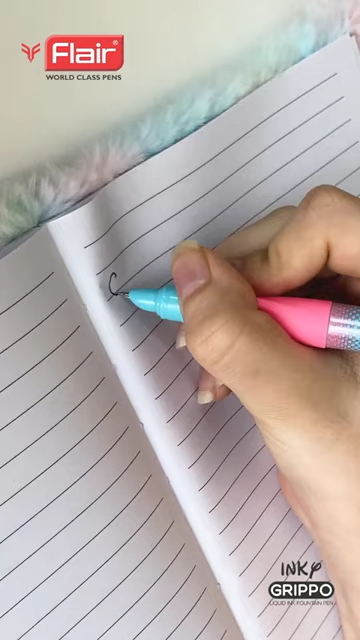 Flair®
WORLD CLASS PENS
INKY
GRIPPO
LIQUID INK FOUNTAIN PEN